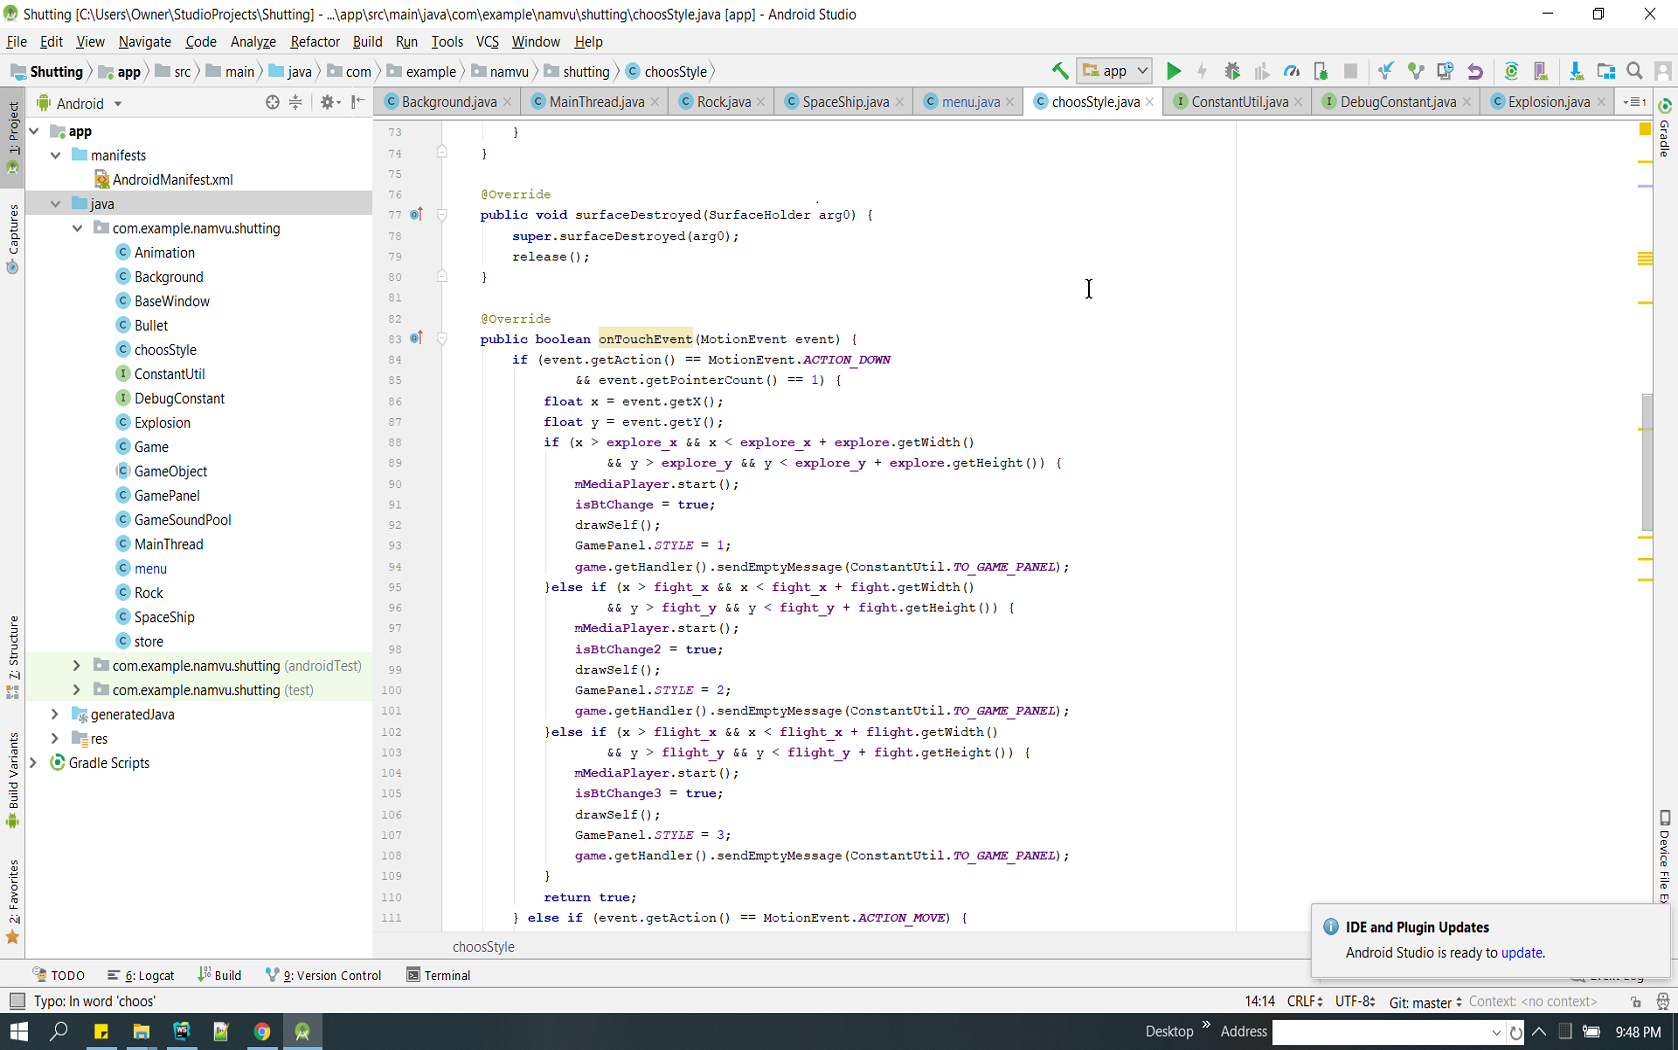 Shutting [C:\Users\Owner\StudioProjects\Shutting] - ...\app\src\main\java\com\example\namvu\shutting\choosStyle.java [app] - Android Studio
File Edit View Navigate Code Analyze Refactor Build Run Tools VCS Window Help
Shutting app src main java com example namvu shutting choosStyle
app
Android
Background.java MainThread.java Rock.java SpaceShip.java menu.java choosStyle.java ConstantUtil.java DebugConstant.java Explosion.java
1: Project
Captures
7: Structure
Build Variants
2: Favorites
app
manifests
AndroidManifest.xml
java
com.example.namvu.shutting
Animation
Background
BaseWindow
Bullet
choosStyle
ConstantUtil
DebugConstant
Explosion
Game
GameObject
GamePanel
GameSoundPool
MainThread
menu
Rock
SpaceShip
store
com.example.namvu.shutting (androidTest)
com.example.namvu.shutting (test)
generatedJava
res
Gradle Scripts
73 }
74 }
75
76 @Override
77 public void surfaceDestroyed(SurfaceHolder arg0) {
78 super.surfaceDestroyed(arg0);
79 release();
80 }
81
82 @Override
83 public boolean onTouchEvent(MotionEvent event) {
84 if (event.getAction() == MotionEvent.ACTION_DOWN
85 && event.getPointerCount() == 1) {
86 float x = event.getX();
87 float y = event.getY();
88 if (x > explore_x && x < explore_x + explore.getWidth()
89 && y > explore_y && y < explore_y + explore.getHeight()) {
90 mMediaPlayer.start();
91 isBtChange = true;
92 drawSelf();
93 GamePanel.STYLE = 1;
94 game.getHandler().sendEmptyMessage(ConstantUtil.TO_GAME_PANEL);
95 }else if (x > fight_x && x < fight_x + fight.getWidth()
96 && y > fight_y && y < fight_y + fight.getHeight()) {
97 mMediaPlayer.start();
98 isBtChange2 = true;
99 drawSelf();
100 GamePanel.STYLE = 2;
101 game.getHandler().sendEmptyMessage(ConstantUtil.TO_GAME_PANEL);
102 }else if (x > flight_x && x < flight_x + flight.getWidth()
103 && y > flight_y && y < flight_y + fight.getHeight()) {
104 mMediaPlayer.start();
105 isBtChange3 = true;
106 drawSelf();
107 GamePanel.STYLE = 3;
108 game.getHandler().sendEmptyMessage(ConstantUtil.TO_GAME_PANEL);
109 }
110 return true;
111 } else if (event.getAction() == MotionEvent.ACTION_MOVE) {
choosStyle
Gradle
Device File Ex
IDE and Plugin Updates
Android Studio is ready to update.
TODO 6: Logcat Build 9: Version Control Terminal
Typo: In word 'choos'
14:14 CRLF UTF-8 Git: master Context: <no context>
Desktop » Address 9:48 PM